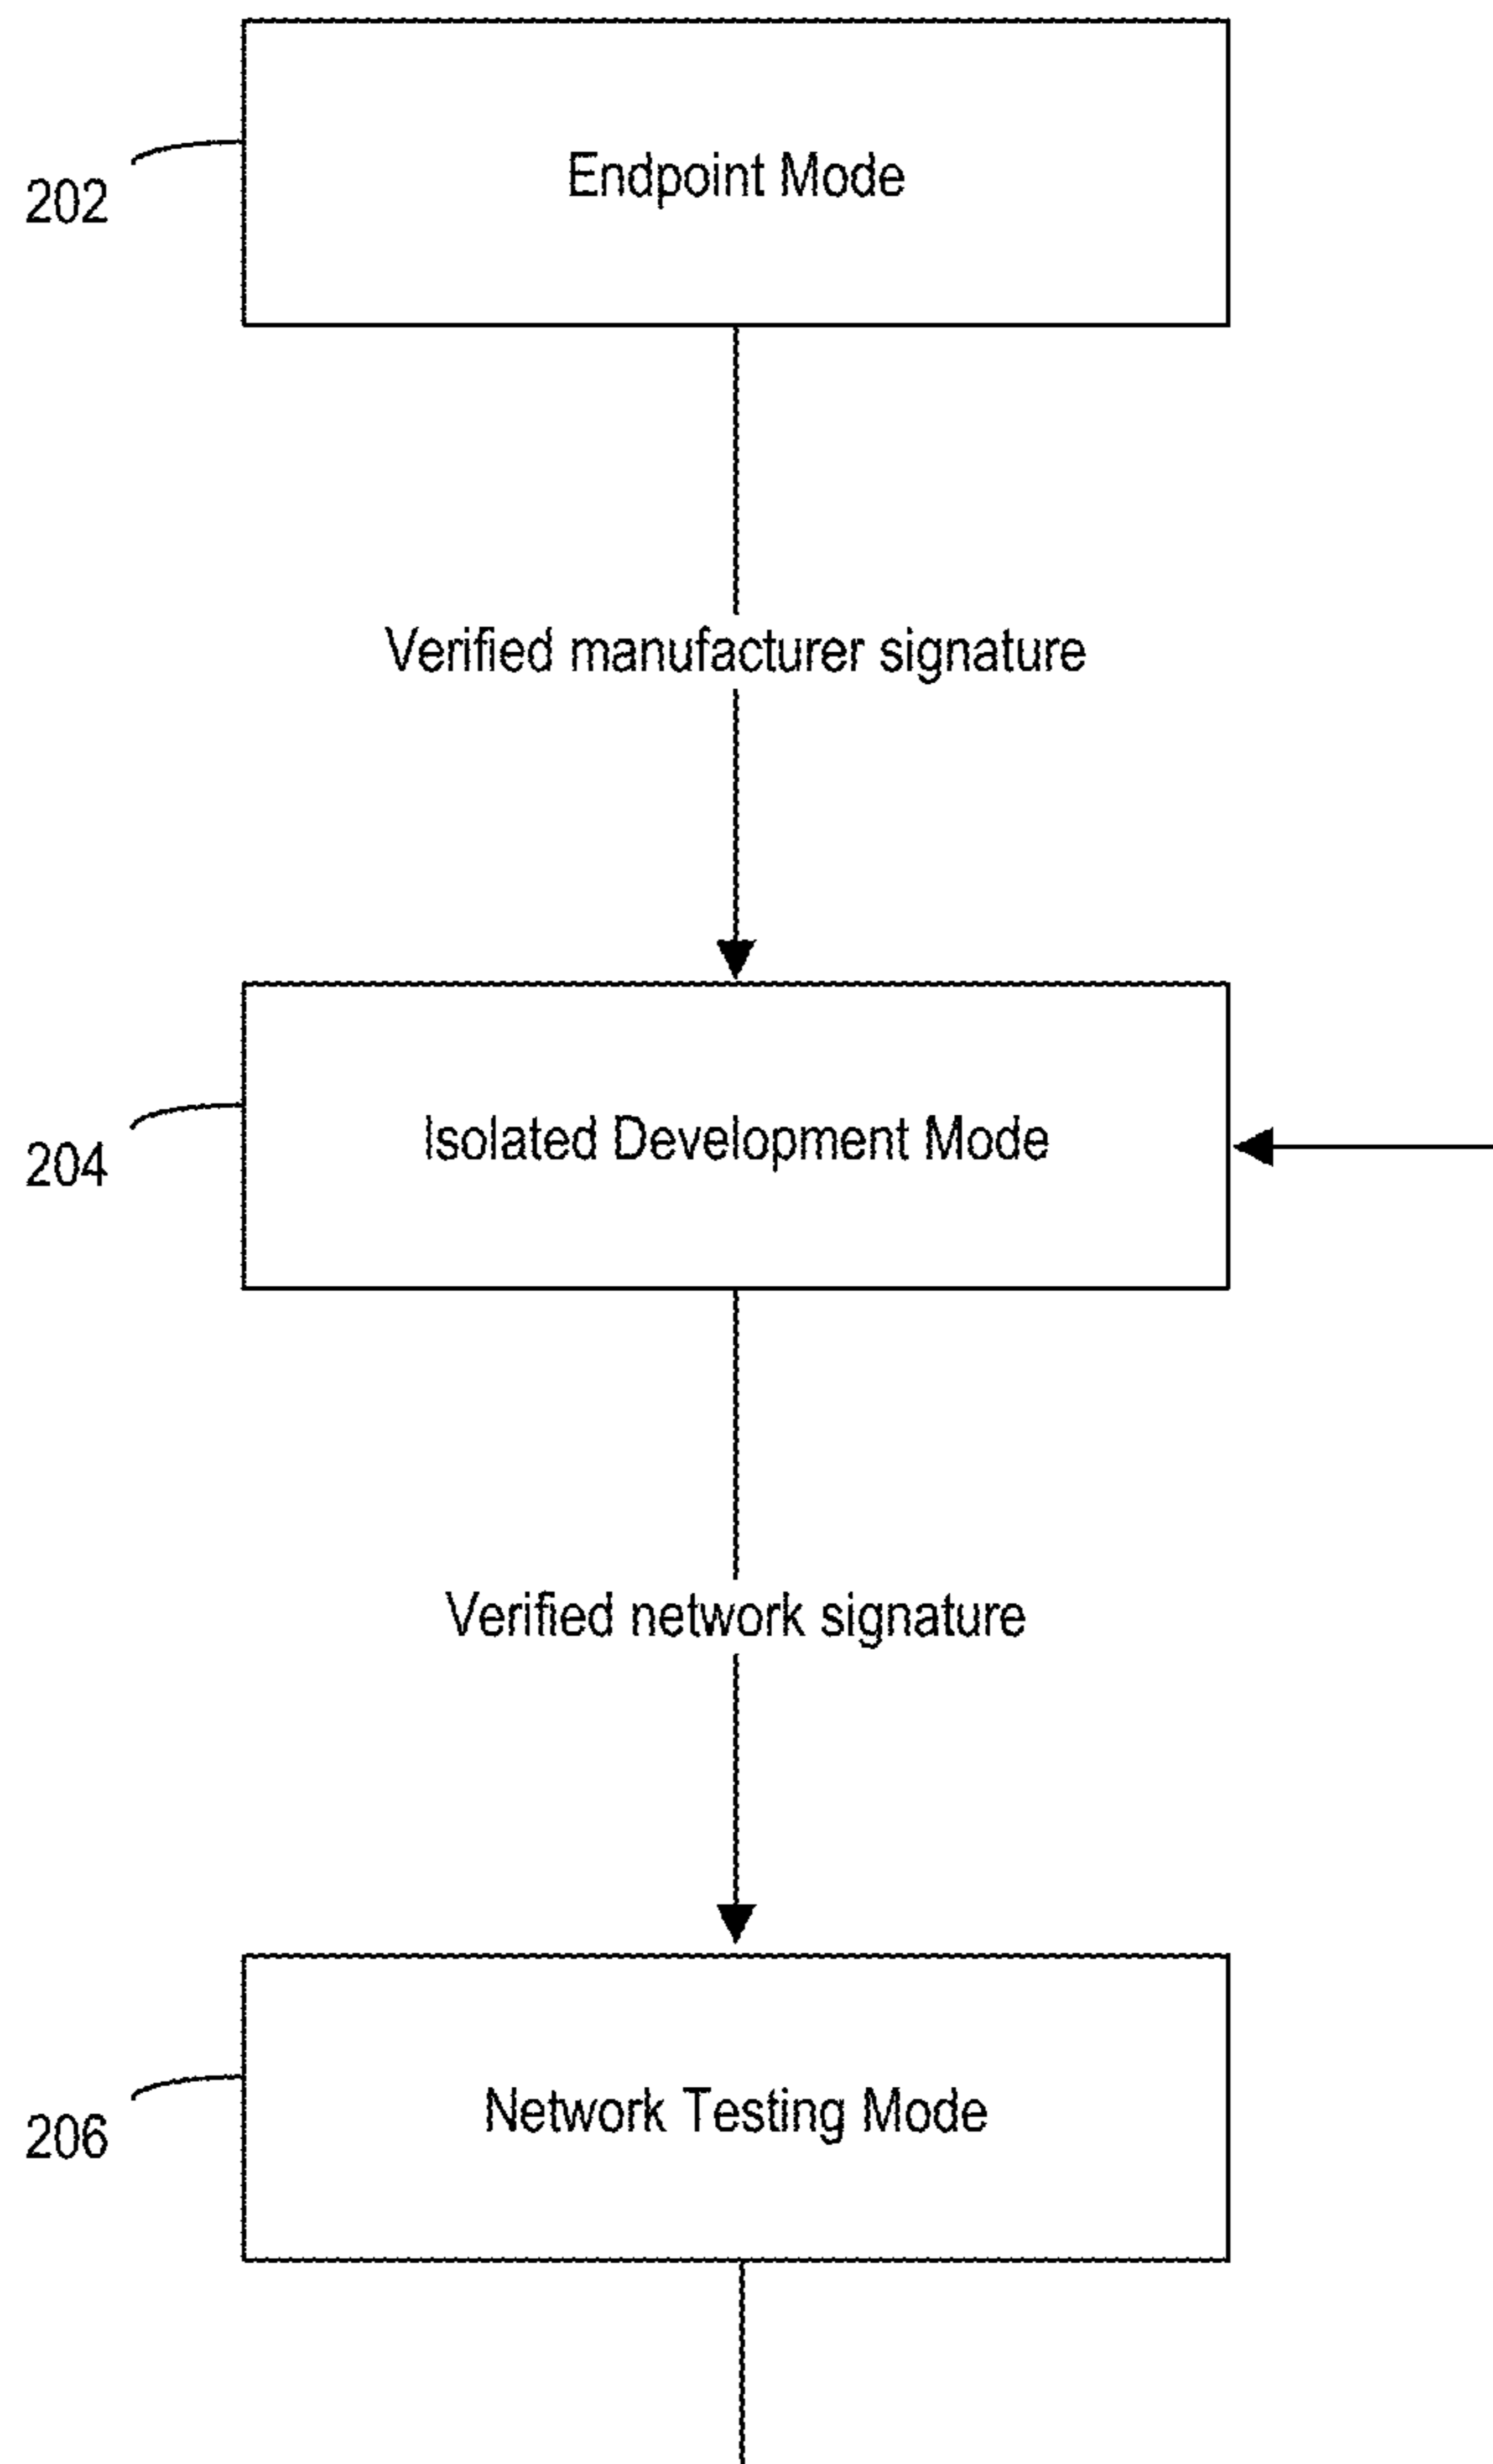 Endpoint Mode
202
Verified manufacturer signature
Isolated Development Mode
204
Verified network signature
Network Testing Mode
206